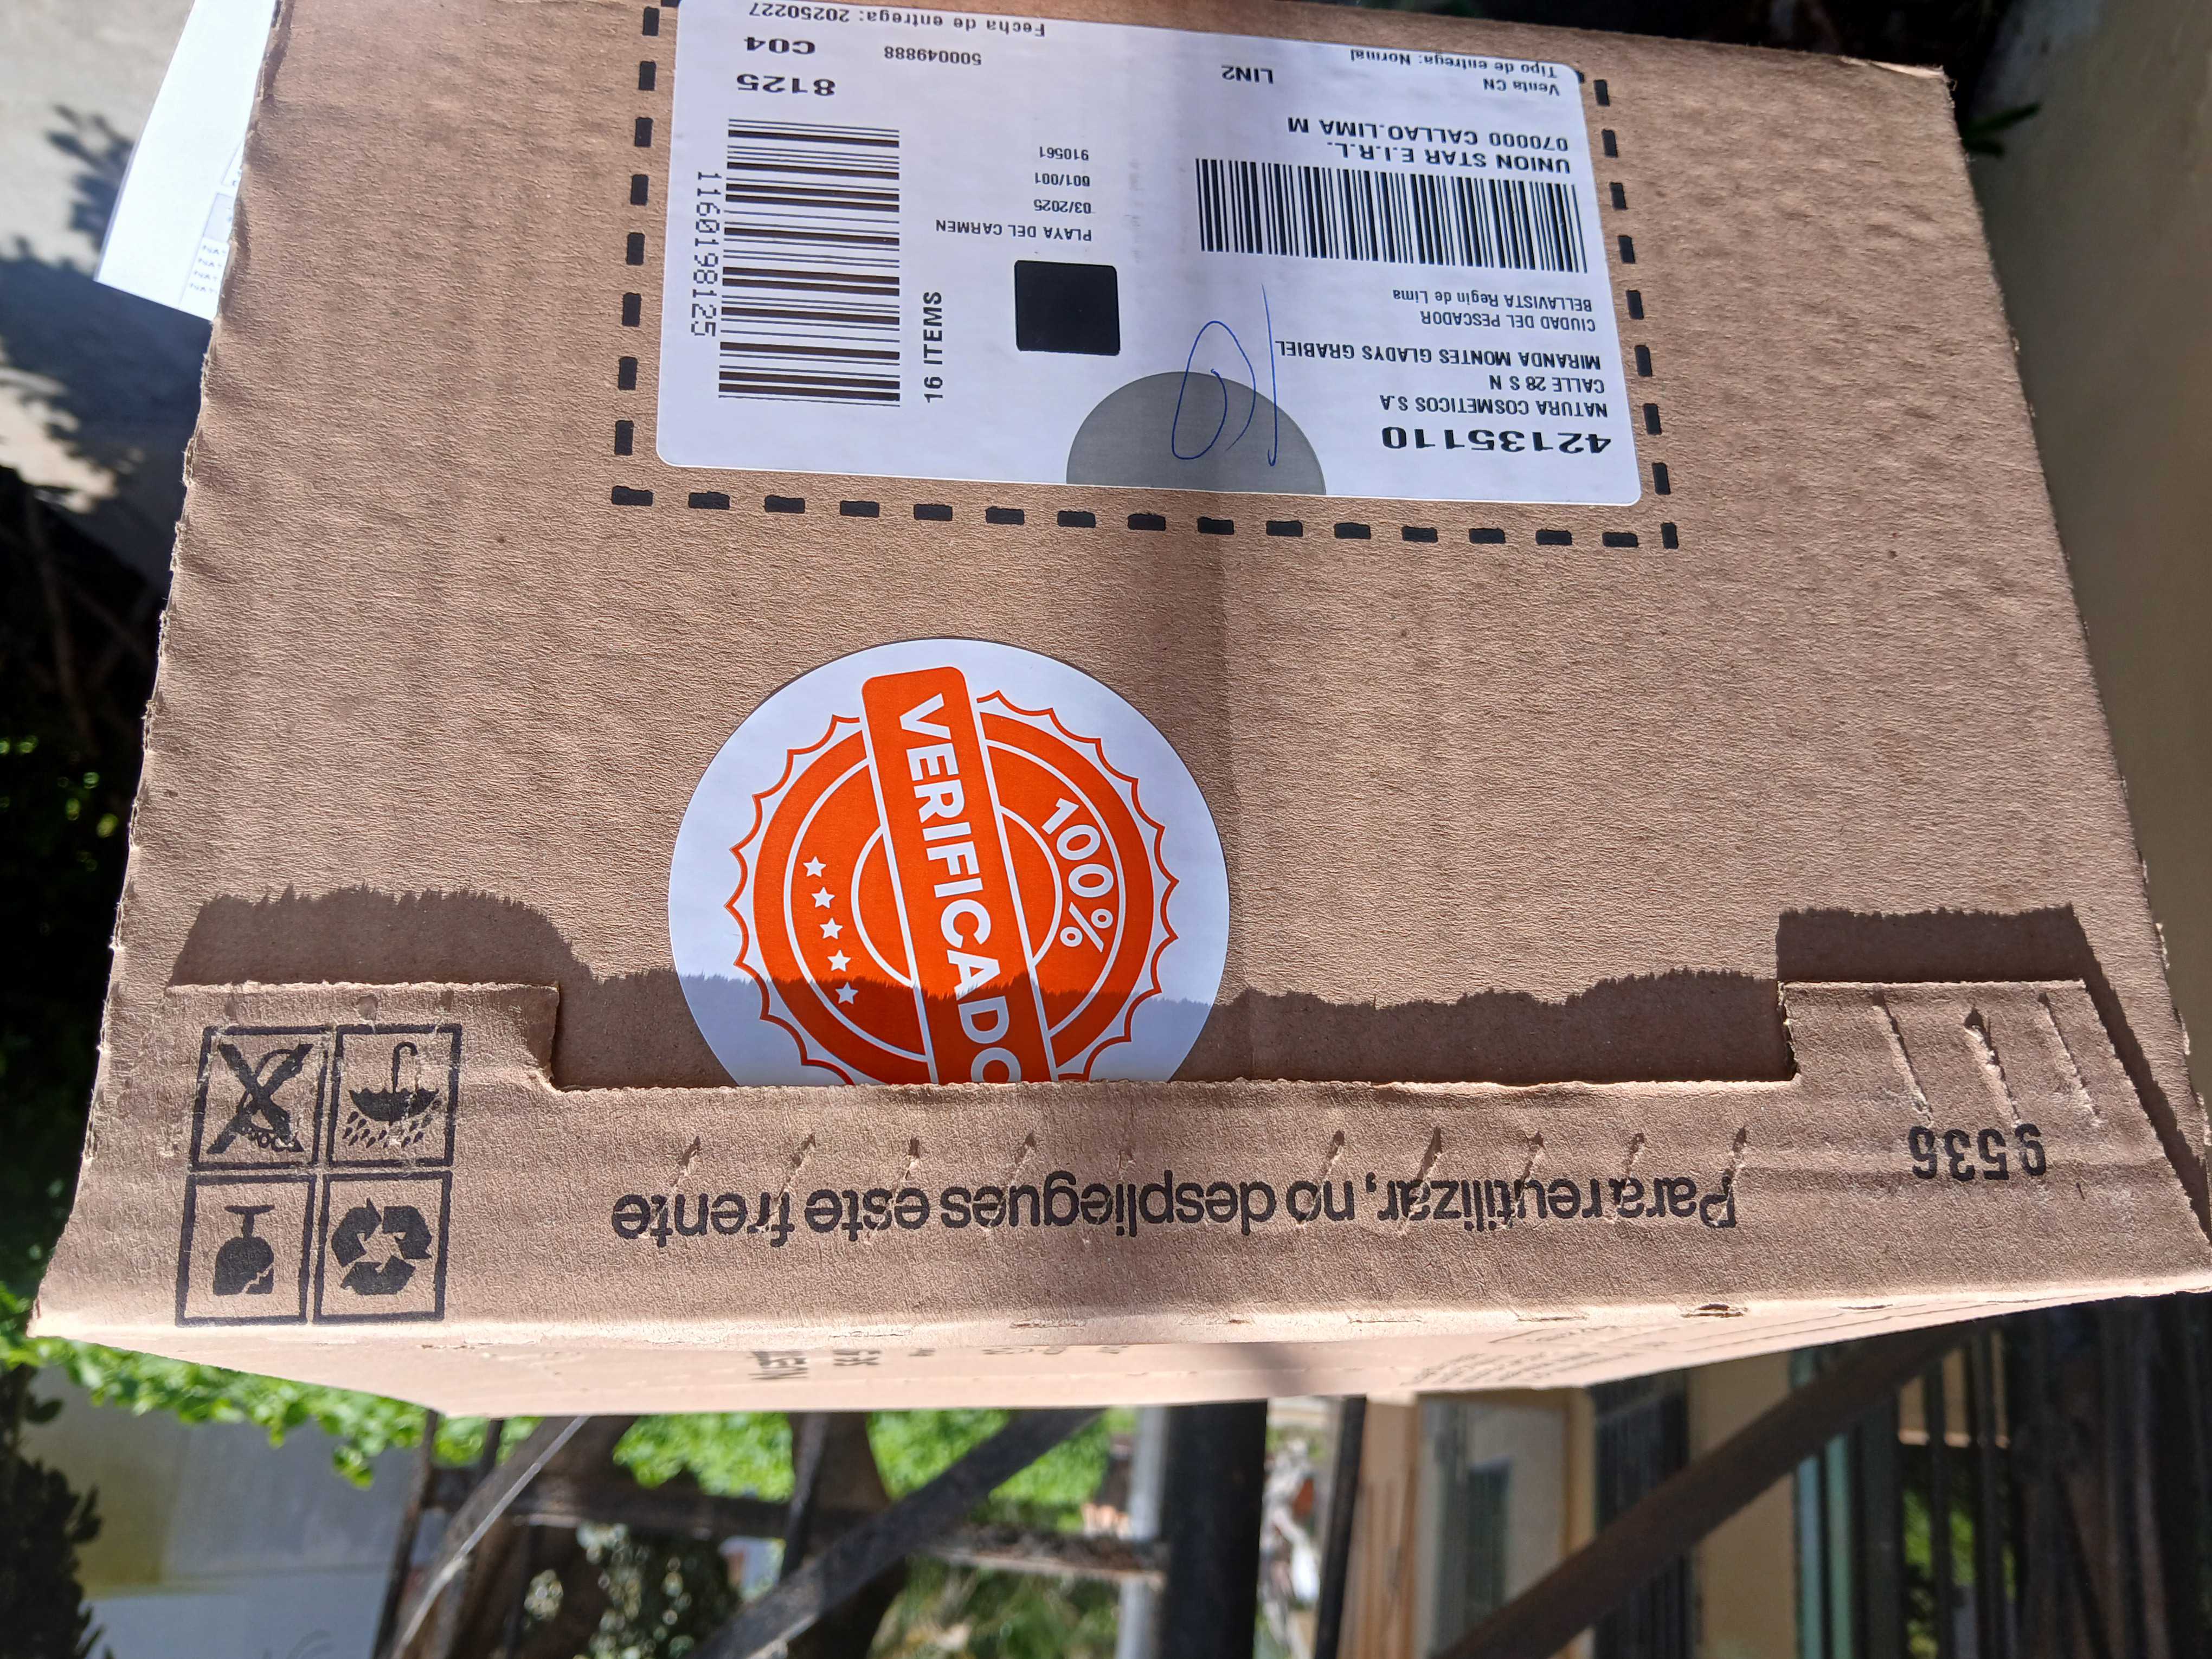 42135110
NATURA COSMETICOS S.A
CALLE 28 S N
MIRANDA MONTES GLADYS GRABIEL
CIUDAD DEL PESCADOR
BELLAVISTA Regin de Lima
UNION STAR E.I.R.L.
070000 CALLAO.LIMA M
Venta CN
Tipo de entrega: Normal
LIN2
PLAYA DEL CARMEN
03/2025
001/001
910561
16 ITEMS
1160198125
8125
C04
500049888
Fecha de entrega: 20250227
VERIFICADO
100%
Para reutilizar, no despliegues este frente